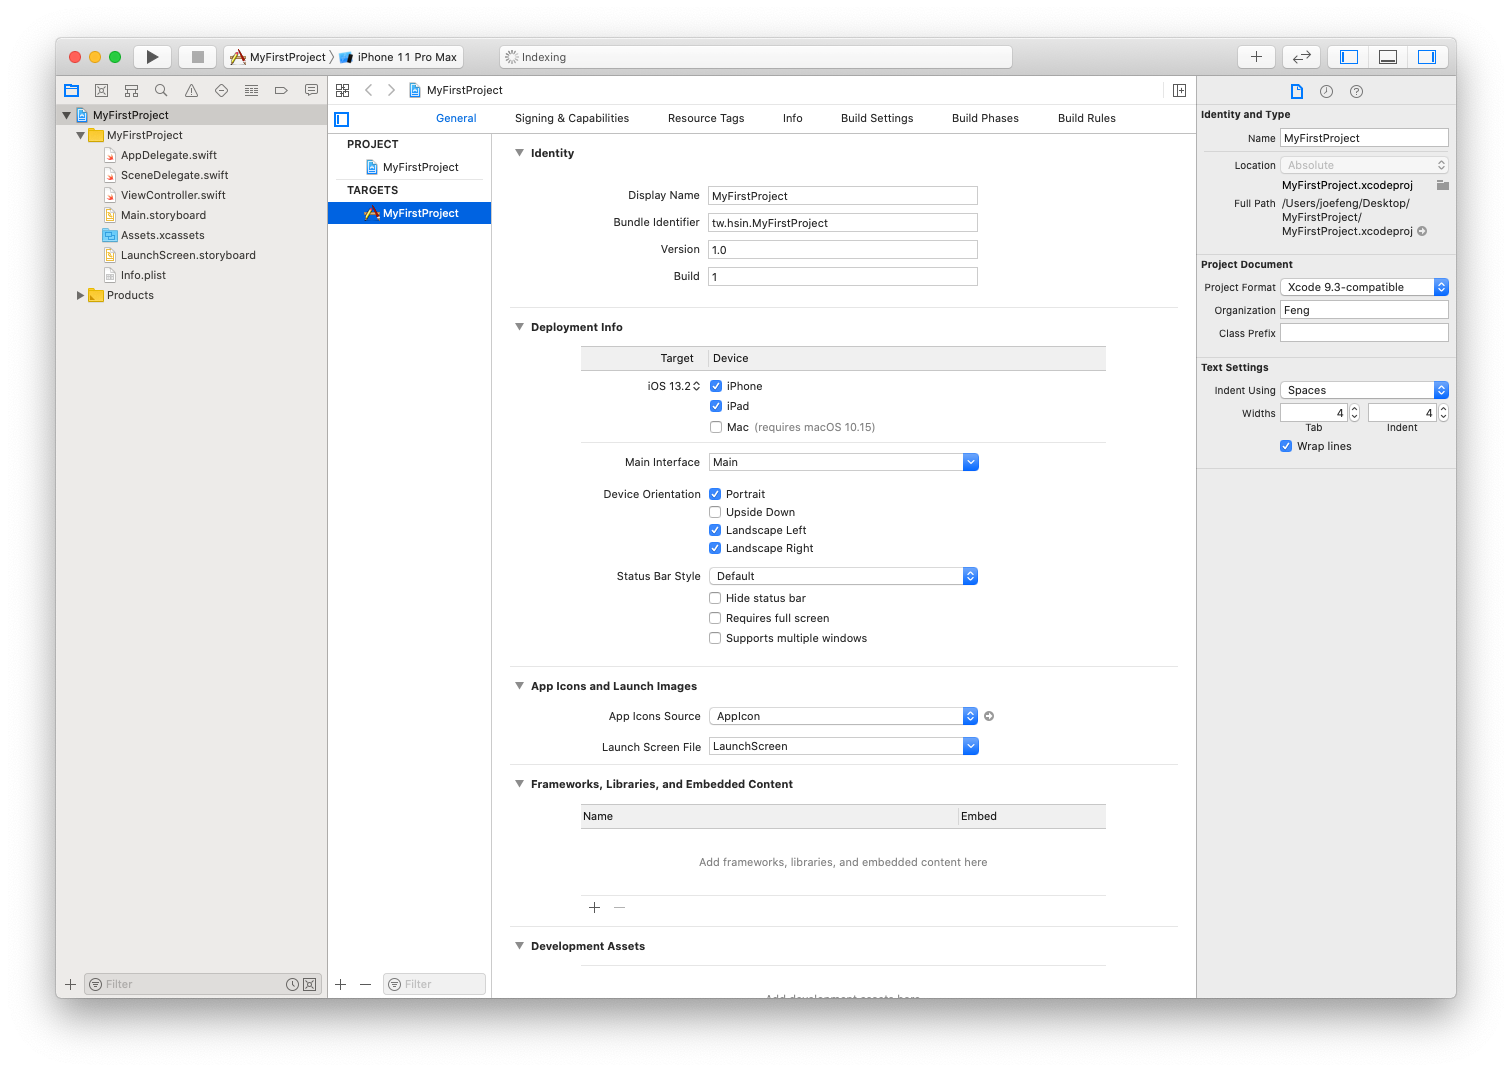 MyFirstProject
iPhone 11 Pro Max
Indexing
MyFirstProject
MyFirstProject
AppDelegate.swift
SceneDelegate.swift
ViewController.swift
Main.storyboard
Assets.xcassets
LaunchScreen.storyboard
Info.plist
Products
Filter
MyFirstProject
General
Signing & Capabilities
Resource Tags
Info
Build Settings
Build Phases
Build Rules
PROJECT
MyFirstProject
TARGETS
MyFirstProject
Filter
Identity
Display Name MyFirstProject
Bundle Identifier tw.hsin.MyFirstProject
Version 1.0
Build 1
Deployment Info
Target Device
iOS 13.2 iPhone
iPad
Mac (requires macOS 10.15)
Main Interface Main
Device Orientation Portrait
Upside Down
Landscape Left
Landscape Right
Status Bar Style Default
Hide status bar
Requires full screen
Supports multiple windows
App Icons and Launch Images
App Icons Source AppIcon
Launch Screen File LaunchScreen
Frameworks, Libraries, and Embedded Content
Name Embed
Add frameworks, libraries, and embedded content here
Development Assets
Add development assets here
Identity and Type
Name MyFirstProject
Location Absolute
MyFirstProject.xcodeproj
Full Path /Users/joefeng/Desktop/
MyFirstProject/
MyFirstProject.xcodeproj
Project Document
Project Format Xcode 9.3-compatible
Organization Feng
Class Prefix
Text Settings
Indent Using Spaces
Widths 4 4
Tab Indent
Wrap lines